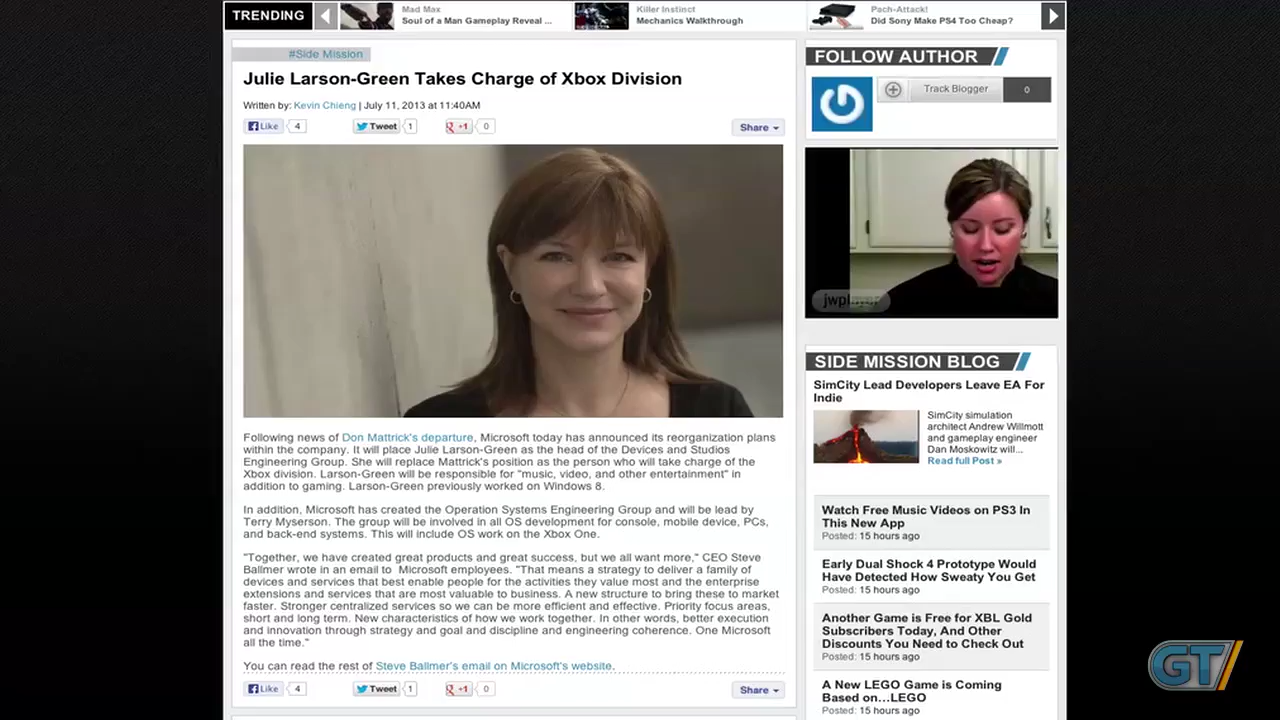 TRENDING
Mad Max
Soul of a Man Gameplay Reveal ...
Killer Instinct
Mechanics Walkthrough
Pach-Attack!
Did Sony Make PS4 Too Cheap?
#Side Mission
Julie Larson-Green Takes Charge of Xbox Division
Written by: Kevin Chieng | July 11, 2013 at 11:40AM
Like 4 Tweet 1 +1 0 Share
Following news of Don Mattrick's departure, Microsoft today has announced its reorganization plans
within the company. It will place Julie Larson-Green as the head of the Devices and Studios
Engineering Group. She will replace Mattrick's position as the person who will take charge of the
Xbox division. Larson-Green will be responsible for "music, video, and other entertainment" in
addition to gaming. Larson-Green previously worked on Windows 8.
In addition, Microsoft has created the Operation Systems Engineering Group and will be lead by
Terry Myserson. The group will be involved in all OS development for console, mobile device, PCs,
and back-end systems. This will include OS work on the Xbox One.
"Together, we have created great products and great success, but we all want more," CEO Steve
Ballmer wrote in an email to Microsoft employees. "That means a strategy to deliver a family of
devices and services that best enable people for the activities they value most and the enterprise
extensions and services that are most valuable to business. A new structure to bring these to market
faster. Stronger centralized services so we can be more efficient and effective. Priority focus areas,
short and long term. New characteristics of how we work together. In other words, better execution
and innovation through strategy and goal and discipline and engineering coherence. One Microsoft
all the time."
You can read the rest of Steve Ballmer's email on Microsoft's website.
Like 4 Tweet 1 +1 0 Share
FOLLOW AUTHOR
Track Blogger 0
jwplayer
SIDE MISSION BLOG
SimCity Lead Developers Leave EA For
Indie
SimCity simulation
architect Andrew Willmott
and gameplay engineer
Dan Moskowitz will...
Read full Post »
Watch Free Music Videos on PS3 In
This New App
Posted: 15 hours ago
Early Dual Shock 4 Prototype Would
Have Detected How Sweaty You Get
Posted: 15 hours ago
Another Game is Free for XBL Gold
Subscribers Today, And Other
Discounts You Need to Check Out
Posted: 15 hours ago
A New LEGO Game is Coming
Based on...LEGO
Posted: 15 hours ago
GT